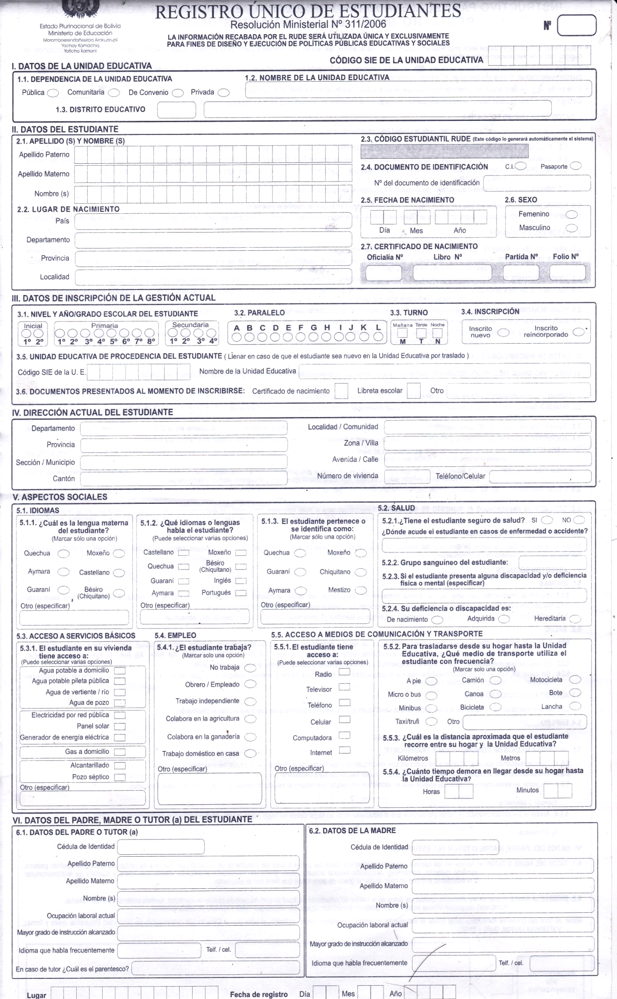 REGISTRO ÚNICO DE ESTUDIANTES
Resolución Ministerial Nº 311/2006
Nº
Estado Plurinacional de Bolivia
Ministerio de Educación
Moromboerendañesiroa Arakuarupi
Yachay Kamachiq
Yaticha Kamani
LA INFORMACIÓN RECABADA POR EL RUDE SERÁ UTILIZADA ÚNICA Y EXCLUSIVAMENTE
PARA FINES DE DISEÑO Y EJECUCIÓN DE POLÍTICAS PÚBLICAS EDUCATIVAS Y SOCIALES
CÓDIGO SIE DE LA UNIDAD EDUCATIVA
I. DATOS DE LA UNIDAD EDUCATIVA
1.1. DEPENDENCIA DE LA UNIDAD EDUCATIVA
Pública Comunitaria De Convenio Privada
1.2. NOMBRE DE LA UNIDAD EDUCATIVA
1.3. DISTRITO EDUCATIVO
II. DATOS DEL ESTUDIANTE
2.1. APELLIDO (S) Y NOMBRE (S)
Apellido Paterno
Apellido Materno
Nombre (s)
2.2. LUGAR DE NACIMIENTO
País
Departamento
Provincia
Localidad
2.3. CÓDIGO ESTUDIANTIL RUDE (Este código lo generará automáticamente el sistema)
2.4. DOCUMENTO DE IDENTIFICACIÓN C.I. Pasaporte
Nº del documento de identificación
2.5. FECHA DE NACIMIENTO
Día Mes Año
2.6. SEXO
Femenino
Masculino
2.7. CERTIFICADO DE NACIMIENTO
Oficialía Nº Libro Nº Partida Nº Folio Nº
III. DATOS DE INSCRIPCIÓN DE LA GESTIÓN ACTUAL
3.1. NIVEL Y AÑO/GRADO ESCOLAR DEL ESTUDIANTE
Inicial Primaria Secundaria
1º 2º 1º 2º 3º 4º 5º 6º 7º 8º 1º 2º 3º 4º
3.2. PARALELO
A B C D E F G H I J K L
3.3. TURNO
Mañana Tarde Noche
M T N
3.4. INSCRIPCIÓN
Inscrito nuevo
Inscrito reincorporado
3.5. UNIDAD EDUCATIVA DE PROCEDENCIA DEL ESTUDIANTE ( Llenar en caso de que el estudiante sea nuevo en la Unidad Educativa por traslado )
Código SIE de la U. E. Nombre de la Unidad Educativa
3.6. DOCUMENTOS PRESENTADOS AL MOMENTO DE INSCRIBIRSE: Certificado de nacimiento Libreta escolar Otro
IV. DIRECCIÓN ACTUAL DEL ESTUDIANTE
Departamento
Provincia
Sección / Municipio
Cantón
Localidad / Comunidad
Zona / Villa
Avenida / Calle
Número de vivienda Teléfono/Celular
V. ASPECTOS SOCIALES
5.1. IDIOMAS
5.1.1. ¿Cuál es la lengua materna
del estudiante?
(Marcar sólo una opción)
Quechua Moxeño
Aymara Castellano
Guaraní Bésiro
(Chiquitano)
Otro (especificar)
5.1.2. ¿Qué idiomas o lenguas
habla el estudiante?
(Puede seleccionar varias opciones)
Castellano Moxeño
Quechua Bésiro
(Chiquitano)
Guaraní Inglés
Aymara Portugués
Otro (especificar)
5.1.3. El estudiante pertenece o
se identifica como:
(Marcar sólo una opción)
Quechua Moxeño
Guaraní Chiquitano
Aymara Mestizo
Otro (especificar)
5.2. SALUD
5.2.1.¿Tiene el estudiante seguro de salud? SI NO
¿Dónde acude el estudiante en casos de enfermedad o accidente?
5.2.2. Grupo sanguíneo del estudiante:
5.2.3. Si el estudiante presenta alguna discapacidad y/o deficiencia
física o mental (especificar)
5.2.4. Su deficiencia o discapacidad es:
De nacimiento Adquirida Hereditaria
5.3. ACCESO A SERVICIOS BÁSICOS
5.3.1. El estudiante en su vivienda
tiene acceso a:
(Puede seleccionar varias opciones)
Agua potable a domicilio
Agua potable pileta pública
Agua de vertiente / río
Agua de pozo
Electricidad por red pública
Panel solar
Generador de energía eléctrica
Gas a domicilio
Alcantarillado
Pozo séptico
Otro (especificar)
5.4. EMPLEO
5.4.1. ¿El estudiante trabaja?
(Marcar solo una opción)
No trabaja
Obrero / Empleado
Trabajo independiente
Colabora en la agricultura
Colabora en la ganadería
Trabajo doméstico en casa
Otro (especificar)
5.5. ACCESO A MEDIOS DE COMUNICACIÓN Y TRANSPORTE
5.5.1. El estudiante tiene
acceso a:
(Puede seleccionar varias opciones)
Radio
Televisor
Teléfono
Celular
Computadora
Internet
Otro (especificar)
5.5.2. Para trasladarse desde su hogar hasta la Unidad
Educativa, ¿Qué medio de transporte utiliza el
estudiante con frecuencia?
(Marcar solo una opción)
A pie Camión Motocicleta
Micro o bus Canoa Bote
Minibus Bicicleta Lancha
Taxi/trufi Otro
5.5.3. ¿Cuál es la distancia aproximada que el estudiante
recorre entre su hogar y la Unidad Educativa?
Kilómetros Metros
5.5.4. ¿Cuánto tiempo demora en llegar desde su hogar hasta
la Unidad Educativa?
Horas Minutos
VI. DATOS DEL PADRE, MADRE O TUTOR (a) DEL ESTUDIANTE
6.1. DATOS DEL PADRE O TUTOR (a)
Cédula de Identidad
Apellido Paterno
Apellido Materno
Nombre (s)
Ocupación laboral actual
Mayor grado de instrucción alcanzado
Idioma que habla frecuentemente Telf. / cel.
En caso de tutor ¿Cuál es el parentesco?
6.2. DATOS DE LA MADRE
Cédula de Identidad
Apellido Paterno
Apellido Materno
Nombre (s)
Ocupación laboral actual
Mayor grado de instrucción alcanzado
Idioma que habla frecuentemente Telf. / cel.
Lugar Fecha de registro Día Mes Año